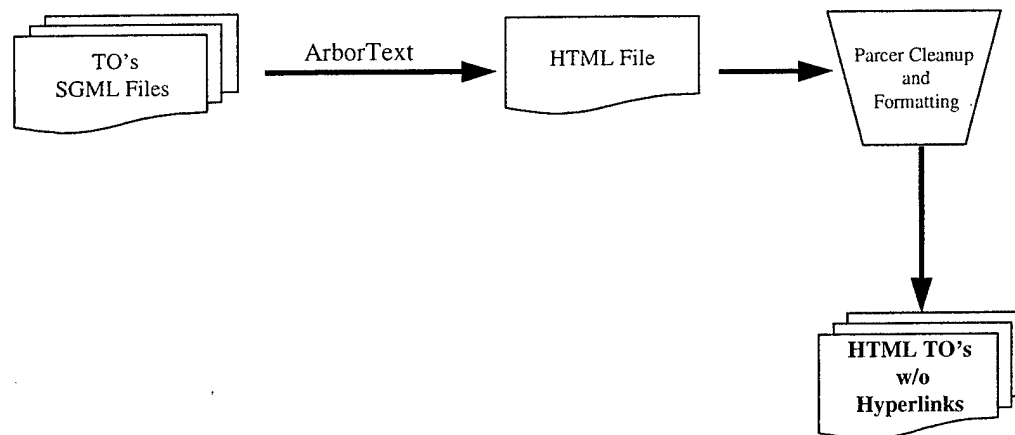 TO's
SGML Files
ArborText
HTML File
Parcer Cleanup
and
Formatting
HTML TO's
w/o
Hyperlinks